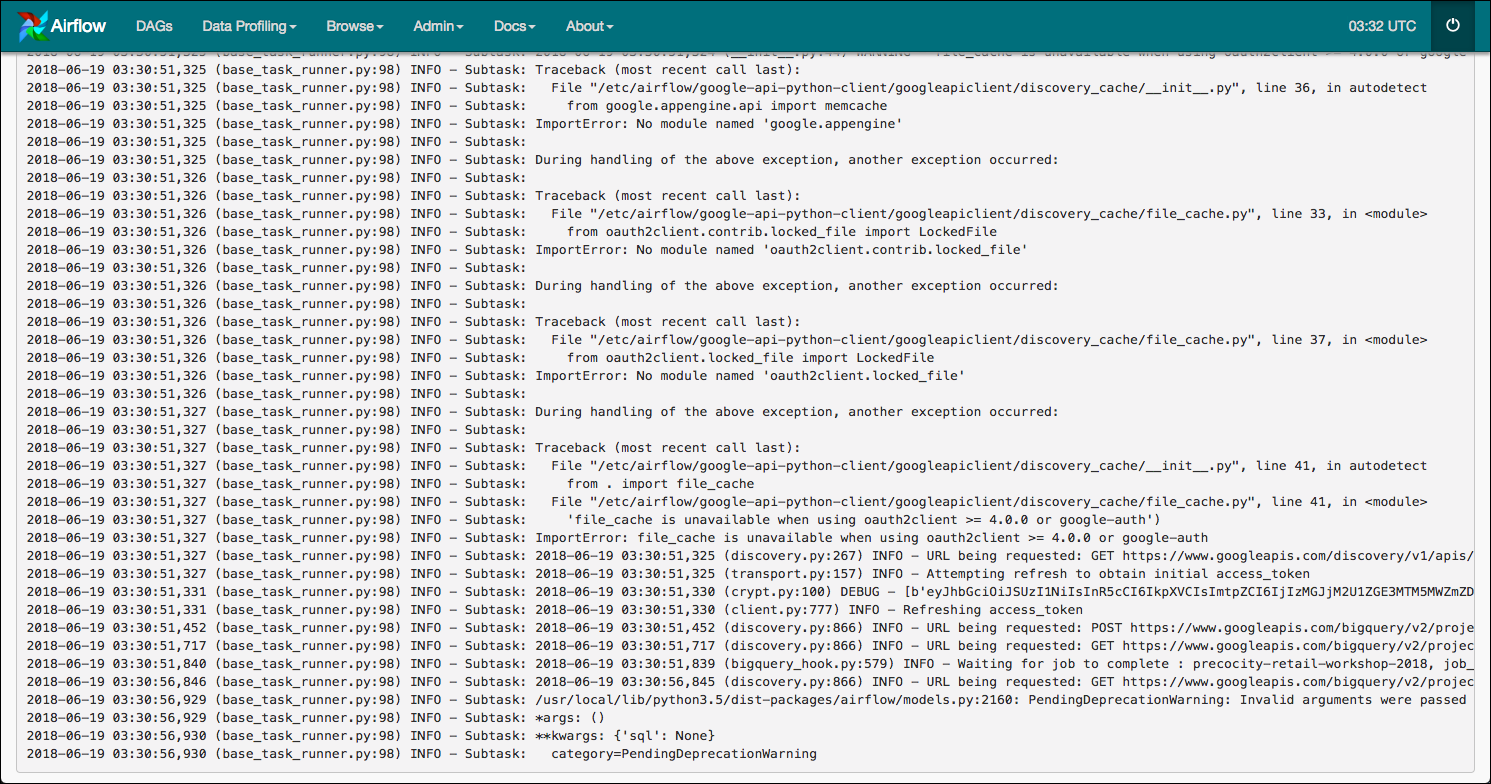 Airflow DAGs Data Profiling Browse Admin Docs About 03:32 UTC
2018-06-19 03:30:51,325 (base_task_runner.py:98) INFO - Subtask: Traceback (most recent call last):
2018-06-19 03:30:51,325 (base_task_runner.py:98) INFO - Subtask:   File "/etc/airflow/google-api-python-client/googleapiclient/discovery_cache/__init__.py", line 36, in autodetect
2018-06-19 03:30:51,325 (base_task_runner.py:98) INFO - Subtask:     from google.appengine.api import memcache
2018-06-19 03:30:51,325 (base_task_runner.py:98) INFO - Subtask: ImportError: No module named 'google.appengine'
2018-06-19 03:30:51,325 (base_task_runner.py:98) INFO - Subtask:
2018-06-19 03:30:51,325 (base_task_runner.py:98) INFO - Subtask: During handling of the above exception, another exception occurred:
2018-06-19 03:30:51,326 (base_task_runner.py:98) INFO - Subtask:
2018-06-19 03:30:51,326 (base_task_runner.py:98) INFO - Subtask: Traceback (most recent call last):
2018-06-19 03:30:51,326 (base_task_runner.py:98) INFO - Subtask:   File "/etc/airflow/google-api-python-client/googleapiclient/discovery_cache/file_cache.py", line 33, in <module>
2018-06-19 03:30:51,326 (base_task_runner.py:98) INFO - Subtask:     from oauth2client.contrib.locked_file import LockedFile
2018-06-19 03:30:51,326 (base_task_runner.py:98) INFO - Subtask: ImportError: No module named 'oauth2client.contrib.locked_file'
2018-06-19 03:30:51,326 (base_task_runner.py:98) INFO - Subtask:
2018-06-19 03:30:51,326 (base_task_runner.py:98) INFO - Subtask: During handling of the above exception, another exception occurred:
2018-06-19 03:30:51,326 (base_task_runner.py:98) INFO - Subtask:
2018-06-19 03:30:51,326 (base_task_runner.py:98) INFO - Subtask: Traceback (most recent call last):
2018-06-19 03:30:51,326 (base_task_runner.py:98) INFO - Subtask:   File "/etc/airflow/google-api-python-client/googleapiclient/discovery_cache/file_cache.py", line 37, in <module>
2018-06-19 03:30:51,326 (base_task_runner.py:98) INFO - Subtask:     from oauth2client.locked_file import LockedFile
2018-06-19 03:30:51,326 (base_task_runner.py:98) INFO - Subtask: ImportError: No module named 'oauth2client.locked_file'
2018-06-19 03:30:51,326 (base_task_runner.py:98) INFO - Subtask:
2018-06-19 03:30:51,327 (base_task_runner.py:98) INFO - Subtask: During handling of the above exception, another exception occurred:
2018-06-19 03:30:51,327 (base_task_runner.py:98) INFO - Subtask:
2018-06-19 03:30:51,327 (base_task_runner.py:98) INFO - Subtask: Traceback (most recent call last):
2018-06-19 03:30:51,327 (base_task_runner.py:98) INFO - Subtask:   File "/etc/airflow/google-api-python-client/googleapiclient/discovery_cache/__init__.py", line 41, in autodetect
2018-06-19 03:30:51,327 (base_task_runner.py:98) INFO - Subtask:     from . import file_cache
2018-06-19 03:30:51,327 (base_task_runner.py:98) INFO - Subtask:   File "/etc/airflow/google-api-python-client/googleapiclient/discovery_cache/file_cache.py", line 41, in <module>
2018-06-19 03:30:51,327 (base_task_runner.py:98) INFO - Subtask:     'file_cache is unavailable when using oauth2client >= 4.0.0 or google-auth')
2018-06-19 03:30:51,327 (base_task_runner.py:98) INFO - Subtask: ImportError: file_cache is unavailable when using oauth2client >= 4.0.0 or google-auth
2018-06-19 03:30:51,327 (base_task_runner.py:98) INFO - Subtask: 2018-06-19 03:30:51,325 (discovery.py:267) INFO - URL being requested: GET https://www.googleapis.com/discovery/v1/apis/
2018-06-19 03:30:51,327 (base_task_runner.py:98) INFO - Subtask: 2018-06-19 03:30:51,325 (transport.py:157) INFO - Attempting refresh to obtain initial access_token
2018-06-19 03:30:51,331 (base_task_runner.py:98) INFO - Subtask: 2018-06-19 03:30:51,330 (crypt.py:100) DEBUG - [b'eyJhbGciOiJSUzI1NiIsInR5cCI6IkpXVCIsImtpZCI6IjIzMGJjM2U1ZGE3MTM5MWZmZD
2018-06-19 03:30:51,331 (base_task_runner.py:98) INFO - Subtask: 2018-06-19 03:30:51,330 (client.py:777) INFO - Refreshing access_token
2018-06-19 03:30:51,452 (base_task_runner.py:98) INFO - Subtask: 2018-06-19 03:30:51,452 (discovery.py:866) INFO - URL being requested: POST https://www.googleapis.com/bigquery/v2/proje
2018-06-19 03:30:51,717 (base_task_runner.py:98) INFO - Subtask: 2018-06-19 03:30:51,717 (discovery.py:866) INFO - URL being requested: GET https://www.googleapis.com/bigquery/v2/projec
2018-06-19 03:30:51,840 (base_task_runner.py:98) INFO - Subtask: 2018-06-19 03:30:51,839 (bigquery_hook.py:579) INFO - Waiting for job to complete : precocity-retail-workshop-2018, job_
2018-06-19 03:30:56,846 (base_task_runner.py:98) INFO - Subtask: 2018-06-19 03:30:56,845 (discovery.py:866) INFO - URL being requested: GET https://www.googleapis.com/bigquery/v2/projec
2018-06-19 03:30:56,929 (base_task_runner.py:98) INFO - Subtask: /usr/local/lib/python3.5/dist-packages/airflow/models.py:2160: PendingDeprecationWarning: Invalid arguments were passed
2018-06-19 03:30:56,929 (base_task_runner.py:98) INFO - Subtask: *args: ()
2018-06-19 03:30:56,930 (base_task_runner.py:98) INFO - Subtask: **kwargs: {'sql': None}
2018-06-19 03:30:56,930 (base_task_runner.py:98) INFO - Subtask:   category=PendingDeprecationWarning